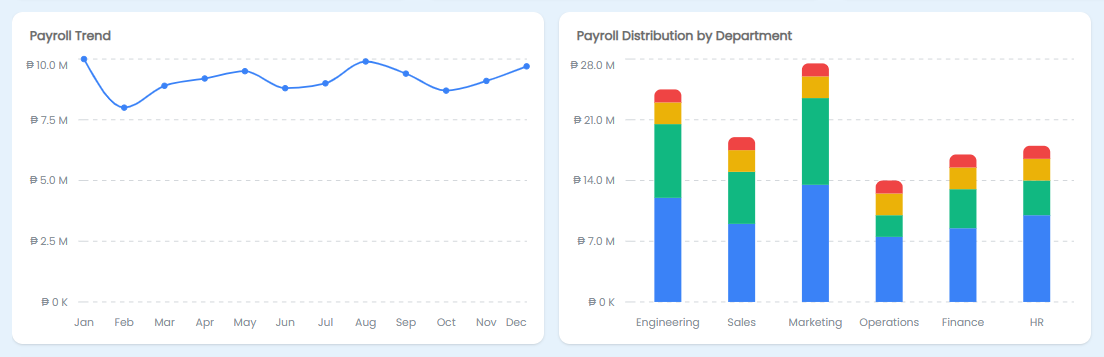 Payroll Trend
₱ 10.0 M
₱ 7.5 M
₱ 5.0 M
₱ 2.5 M
₱ 0 K
Jan Feb Mar Apr May Jun Jul Aug Sep Oct Nov Dec
Payroll Distribution by Department
₱ 28.0 M
₱ 21.0 M
₱ 14.0 M
₱ 7.0 M
₱ 0 K
Engineering Sales Marketing Operations Finance HR